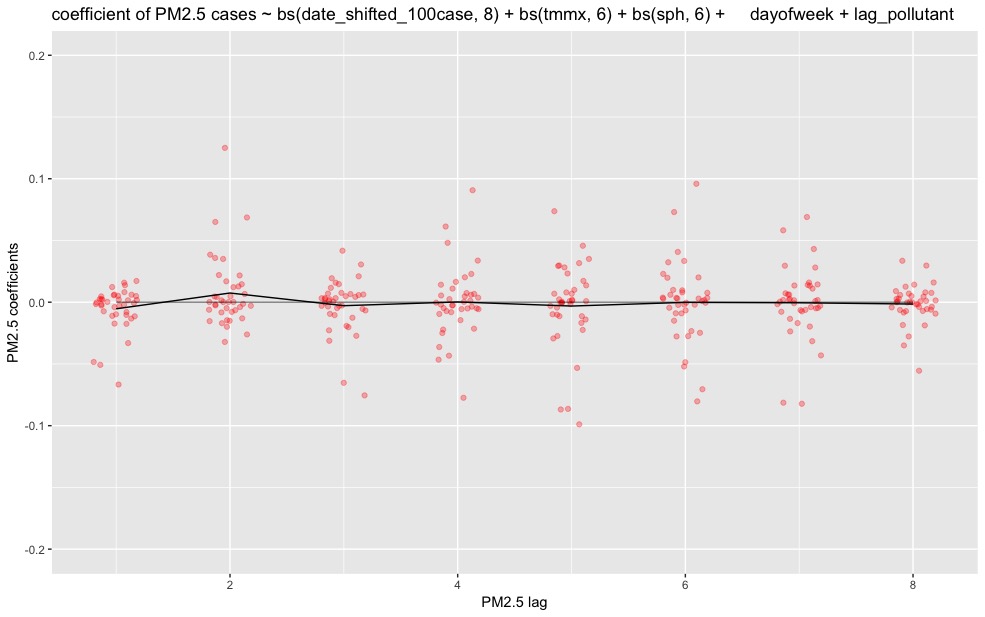 coefficient of PM2.5 cases ~ bs(date_shifted_100case, 8) + bs(tmmx, 6) + bs(sph, 6) +     dayofweek + lag_pollutant
0.2
0.1
0.0
-0.1
-0.2
PM2.5 coefficients
2 4 6 8
PM2.5 lag